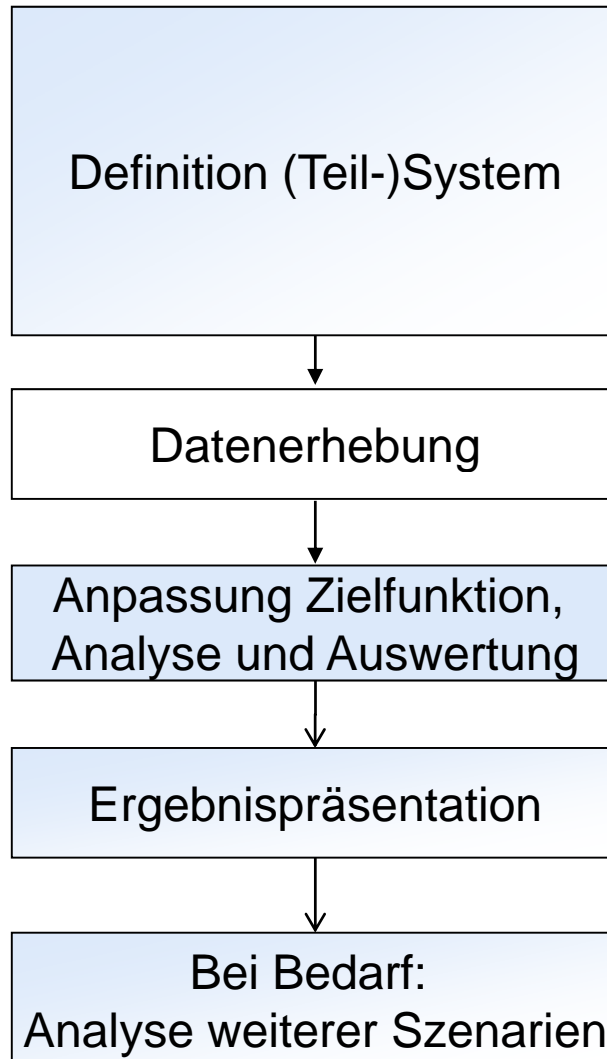 Definition (Teil-)System
Datenerhebung
Anpassung Zielfunktion,
Analyse und Auswertung
Ergebnispräsentation
Bei Bedarf:
Analyse weiterer Szenarien